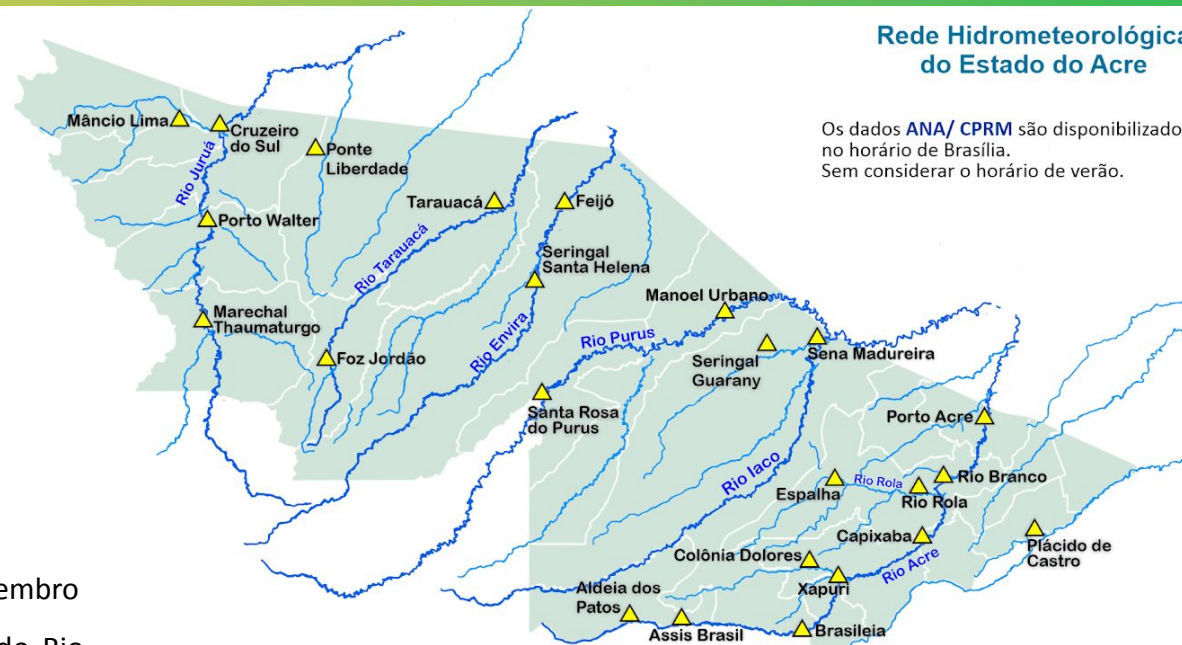 Rede Hidrometeorológica
do Estado do Acre
Os dados ANA/ CPRM são disponibilizado
no horário de Brasília.
Sem considerar o horário de verão.
Mâncio Lima
Cruzeiro
do Sul
Ponte
Liberdade
Rio Juruá
Porto Walter
Tarauacá
Feijó
Rio Tarauacá
Seringal
Santa Helena
Manoel Urbano
Marechal
Thaumaturgo
Foz Jordão
Rio Envira
Rio Purus
Seringal
Guarany
Sena Madureira
Santa Rosa
do Purus
Porto Acre
Rio Iaco
Espalha
Rio Rola
Rio Rola
Rio Branco
Capixaba
Plácido de
Castro
Colônia Dolores
Rio Acre
Xapuri
Aldeia dos
Patos
Assis Brasil
Brasileia
embro
do Rio